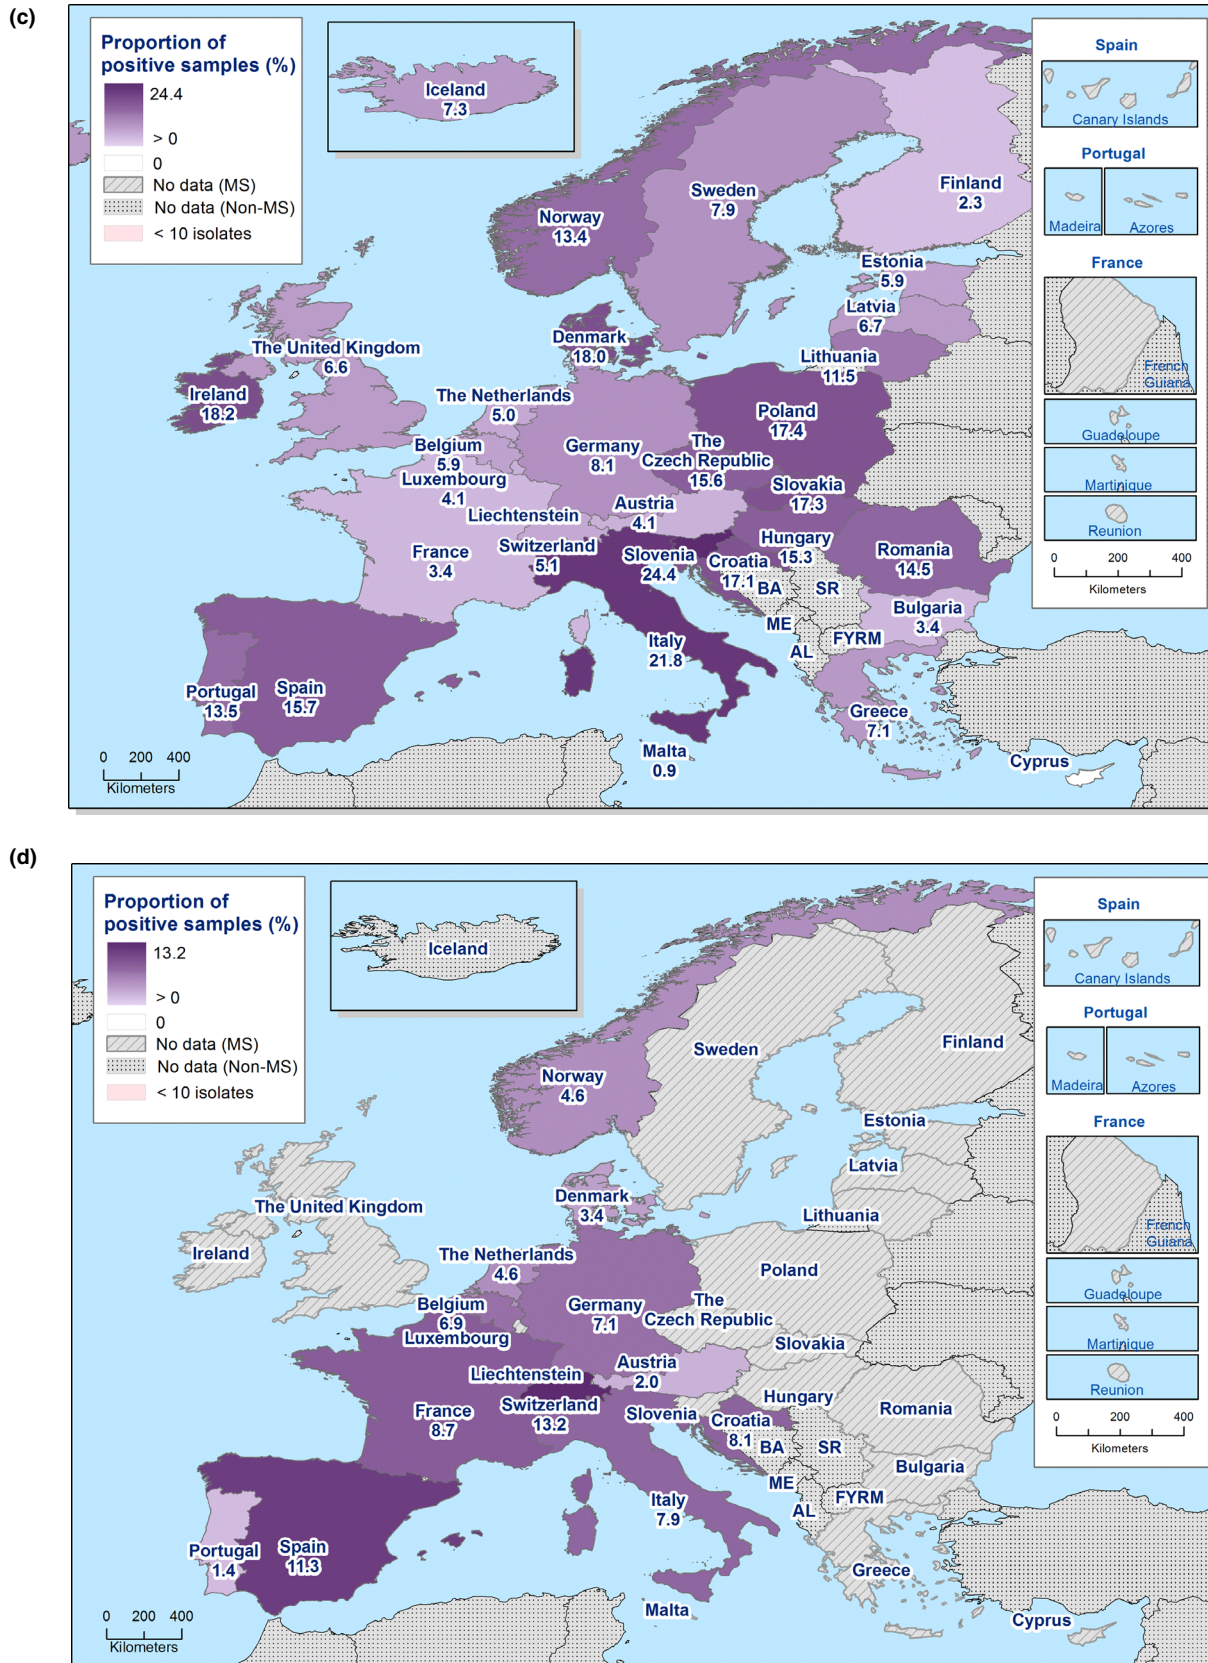 (c)
Proportion of
positive samples (%)
24.4
> 0
0
No data (MS)
No data (Non-MS)
< 10 isolates
Iceland
7.3
Spain
Canary Islands
Portugal
Madeira
Azores
France
French
Guiana
Guadeloupe
Martinique
Reunion
0 200 400
Kilometers
Finland
2.3
Sweden
7.9
Norway
13.4
Estonia
5.9
Latvia
6.7
Lithuania
11.5
Denmark
18.0
The United Kingdom
6.6
Ireland
18.2
The Netherlands
5.0
Poland
17.4
Belgium
5.9
Germany
8.1
The
Czech Republic
15.6
Luxembourg
4.1
Slovakia
17.3
Liechtenstein
Austria
4.1
Hungary
15.3
France
3.4
Switzerland
5.1
Slovenia
24.4
Croatia
17.1
Romania
14.5
BA
SR
Bulgaria
3.4
ME
FYRM
AL
Italy
21.8
Portugal
13.5
Spain
15.7
Greece
7.1
Malta
0.9
Cyprus
0 200 400
Kilometers
(d)
Proportion of
positive samples (%)
13.2
> 0
0
No data (MS)
No data (Non-MS)
< 10 isolates
Iceland
Spain
Canary Islands
Portugal
Madeira
Azores
France
French
Guiana
Guadeloupe
Martinique
Reunion
0 200 400
Kilometers
Finland
Sweden
Norway
4.6
Estonia
Latvia
Lithuania
Denmark
3.4
The United Kingdom
Ireland
The Netherlands
4.6
Poland
Belgium
6.9
Germany
7.1
The
Czech Republic
Luxembourg
Slovakia
Liechtenstein
Austria
2.0
Hungary
France
8.7
Switzerland
13.2
Slovenia
Croatia
8.1
Romania
BA
SR
Bulgaria
ME
FYRM
AL
Italy
7.9
Portugal
1.4
Spain
11.3
Greece
Malta
Cyprus
0 200 400
Kilometers